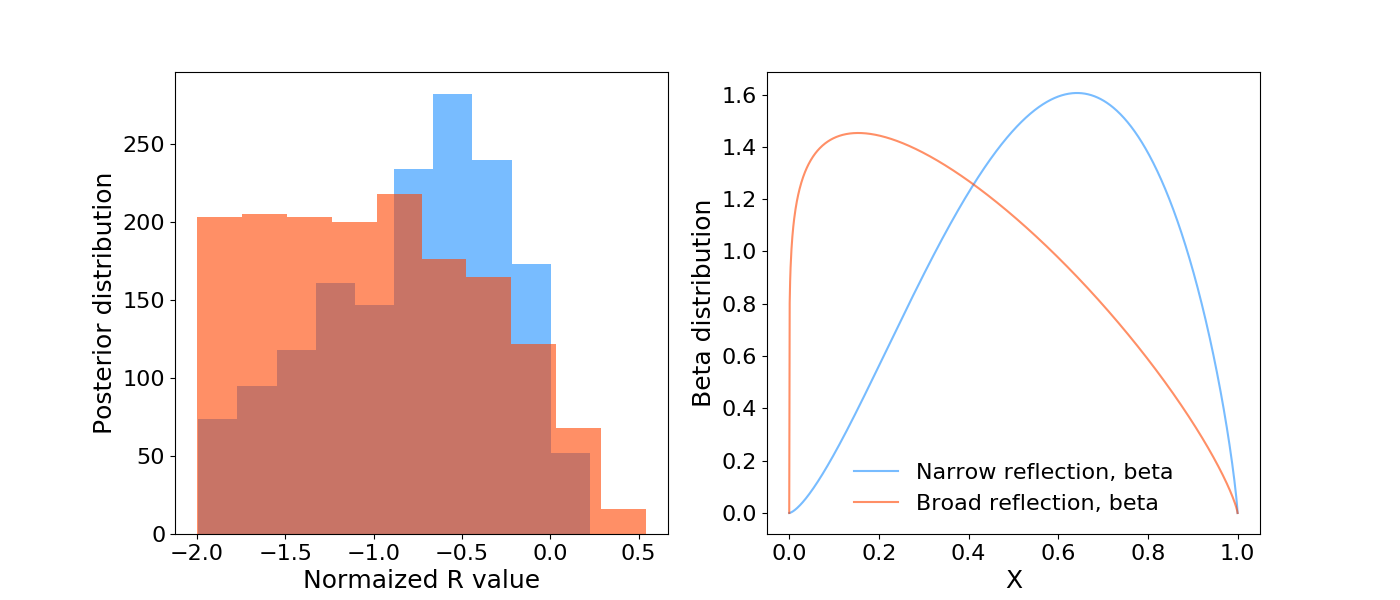 Posterior distribution
250
200
150
100
50
0
−2.0 −1.5 −1.0 −0.5 0.0 0.5
Normaized R value
Beta distribution
1.6
1.4
1.2
1.0
0.8
0.6
0.4
0.2
0.0
Narrow reflection, beta
Broad reflection, beta
0.0 0.2 0.4 0.6 0.8 1.0
X